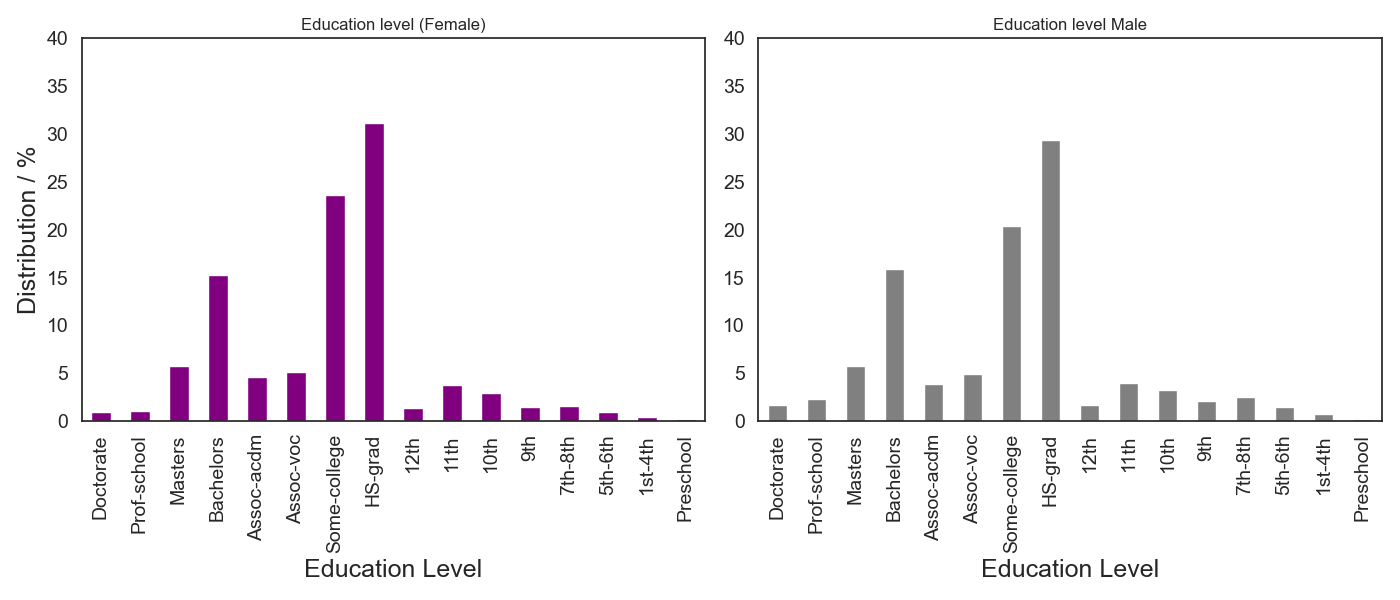 Education level (Female)
Distribution / %
40
35
30
25
20
15
10
5
0
Doctorate
Prof-school
Masters
Bachelors
Assoc-acdm
Assoc-voc
Some-college
HS-grad
12th
11th
10th
9th
7th-8th
5th-6th
1st-4th
Preschool
Education Level
Education level Male
40
35
30
25
20
15
10
5
0
Doctorate
Prof-school
Masters
Bachelors
Assoc-acdm
Assoc-voc
Some-college
HS-grad
12th
11th
10th
9th
7th-8th
5th-6th
1st-4th
Preschool
Education Level